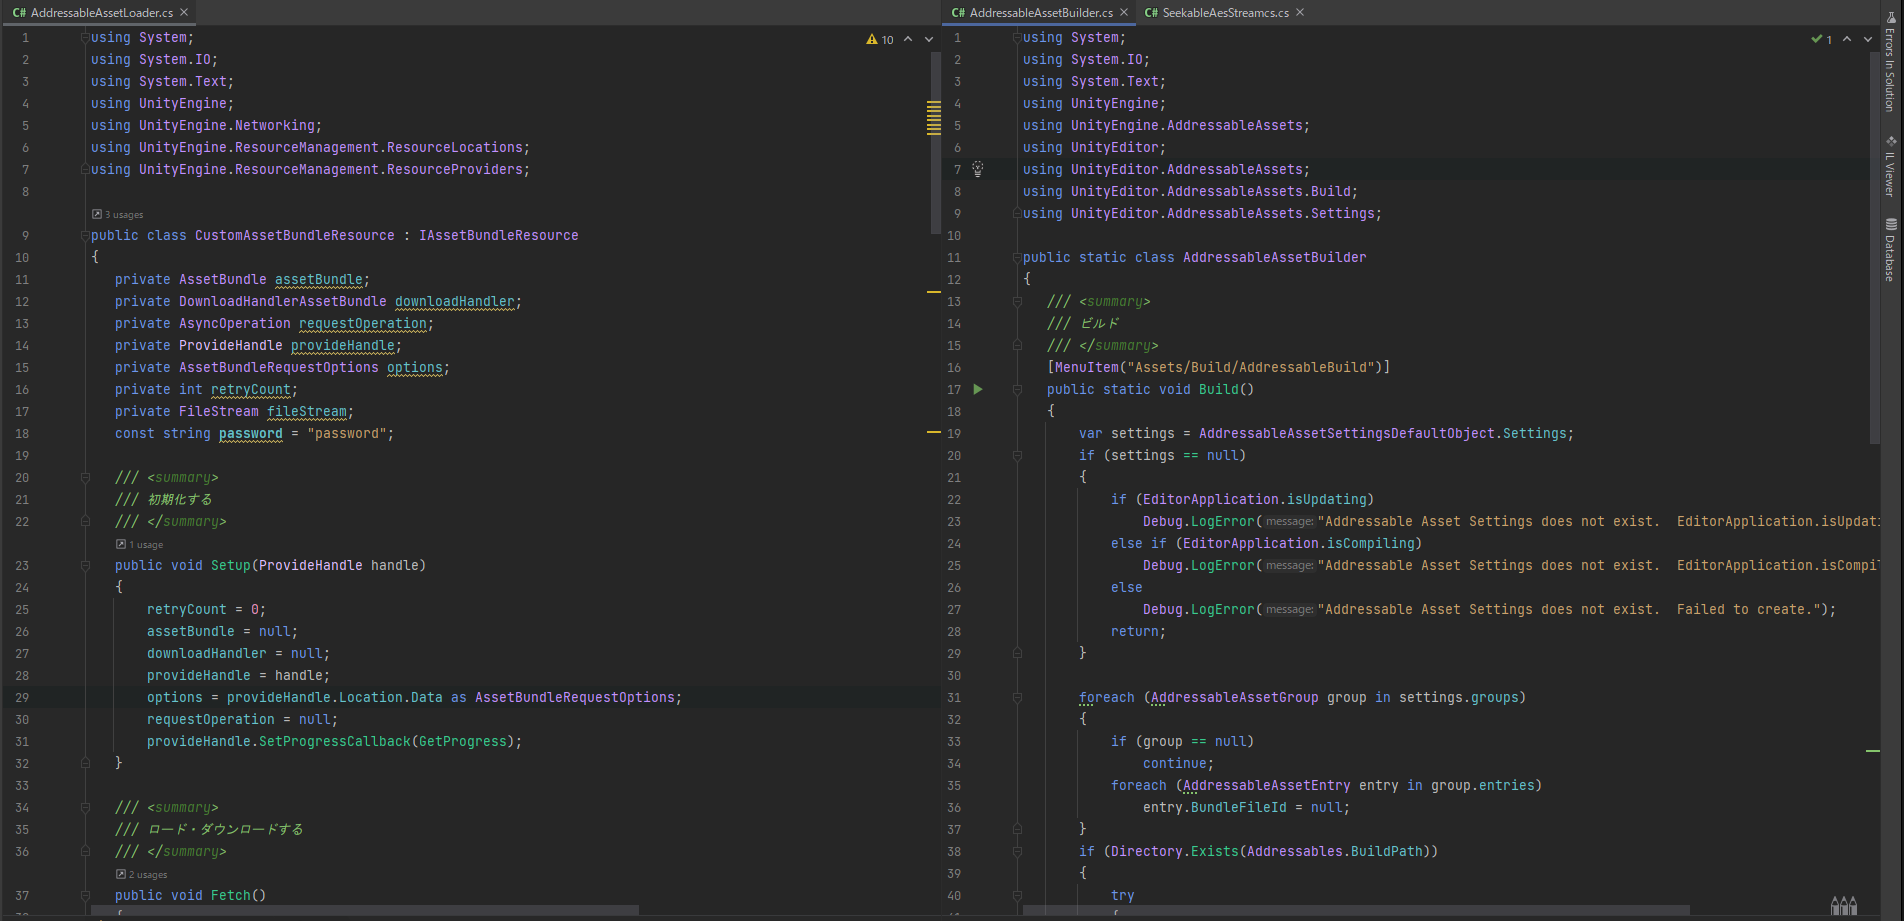 C# AddressableAssetLoader.cs ×
10
1 using System;
2 using System.IO;
3 using System.Text;
4 using UnityEngine;
5 using UnityEngine.Networking;
6 using UnityEngine.ResourceManagement.ResourceLocations;
7 using UnityEngine.ResourceManagement.ResourceProviders;
8
3 usages
9 public class CustomAssetBundleResource : IAssetBundleResource
10 {
11 private AssetBundle assetBundle;
12 private DownloadHandlerAssetBundle downloadHandler;
13 private AsyncOperation requestOperation;
14 private ProvideHandle provideHandle;
15 private AssetBundleRequestOptions options;
16 private int retryCount;
17 private FileStream fileStream;
18 const string password = "password";
19
20 /// <summary>
21 /// 初期化する
22 /// </summary>
1 usage
23 public void Setup(ProvideHandle handle)
24 {
25 retryCount = 0;
26 assetBundle = null;
27 downloadHandler = null;
28 provideHandle = handle;
29 options = provideHandle.Location.Data as AssetBundleRequestOptions;
30 requestOperation = null;
31 provideHandle.SetProgressCallback(GetProgress);
32 }
33
34 /// <summary>
35 /// ロード・ダウンロードする
36 /// </summary>
2 usages
37 public void Fetch()
C# AddressableAssetBuilder.cs × C# SeekableAesStreamcs.cs ×
1
1 using System;
2 using System.IO;
3 using System.Text;
4 using UnityEngine;
5 using UnityEngine.AddressableAssets;
6 using UnityEditor;
7 using UnityEditor.AddressableAssets;
8 using UnityEditor.AddressableAssets.Build;
9 using UnityEditor.AddressableAssets.Settings;
10
11 public static class AddressableAssetBuilder
12 {
13 /// <summary>
14 /// ビルド
15 /// </summary>
16 [MenuItem("Assets/Build/AddressableBuild")]
17 public static void Build()
18 {
19 var settings = AddressableAssetSettingsDefaultObject.Settings;
20 if (settings == null)
21 {
22 if (EditorApplication.isUpdating)
23 Debug.LogError(message:"Addressable Asset Settings does not exist.  EditorApplication.isUpdati
24 else if (EditorApplication.isCompiling)
25 Debug.LogError(message:"Addressable Asset Settings does not exist.  EditorApplication.isCompil
26 else
27 Debug.LogError(message:"Addressable Asset Settings does not exist.  Failed to create.");
28 return;
29 }
30
31 foreach (AddressableAssetGroup group in settings.groups)
32 {
33 if (group == null)
34 continue;
35 foreach (AddressableAssetEntry entry in group.entries)
36 entry.BundleFileId = null;
37 }
38 if (Directory.Exists(Addressables.BuildPath))
39 {
40 try
Errors In Solution
IL Viewer
Database